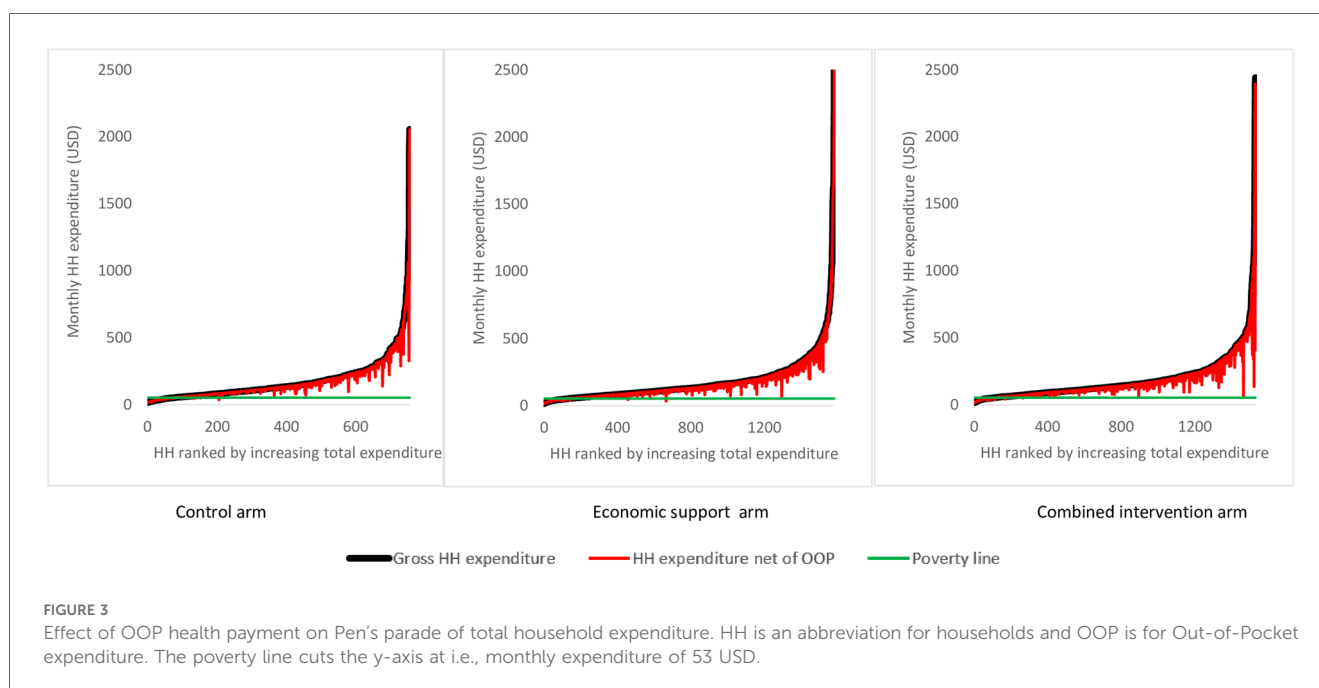 2500
2000
1500
1000
500
0
Monthly HH expenditure (USD)
0 200 400 600
HH ranked by increasing total expenditure
2500
2000
1500
1000
500
0
Monthly HH expenditure (USD)
0 400 800 1200
HH ranked by increasing total expenditure
2500
2000
1500
1000
500
0
Monthly HH expenditure (USD)
0 400 800 1200
HH ranked by increasing total expenditure
Control arm
Economic support arm
Combined intervention arm
Gross HH expenditure
HH expenditure net of OOP
Poverty line
FIGURE 3
Effect of OOP health payment on Pen's parade of total household expenditure. HH is an abbreviation for households and OOP is for Out-of-Pocket
expenditure. The poverty line cuts the y-axis at i.e., monthly expenditure of 53 USD.